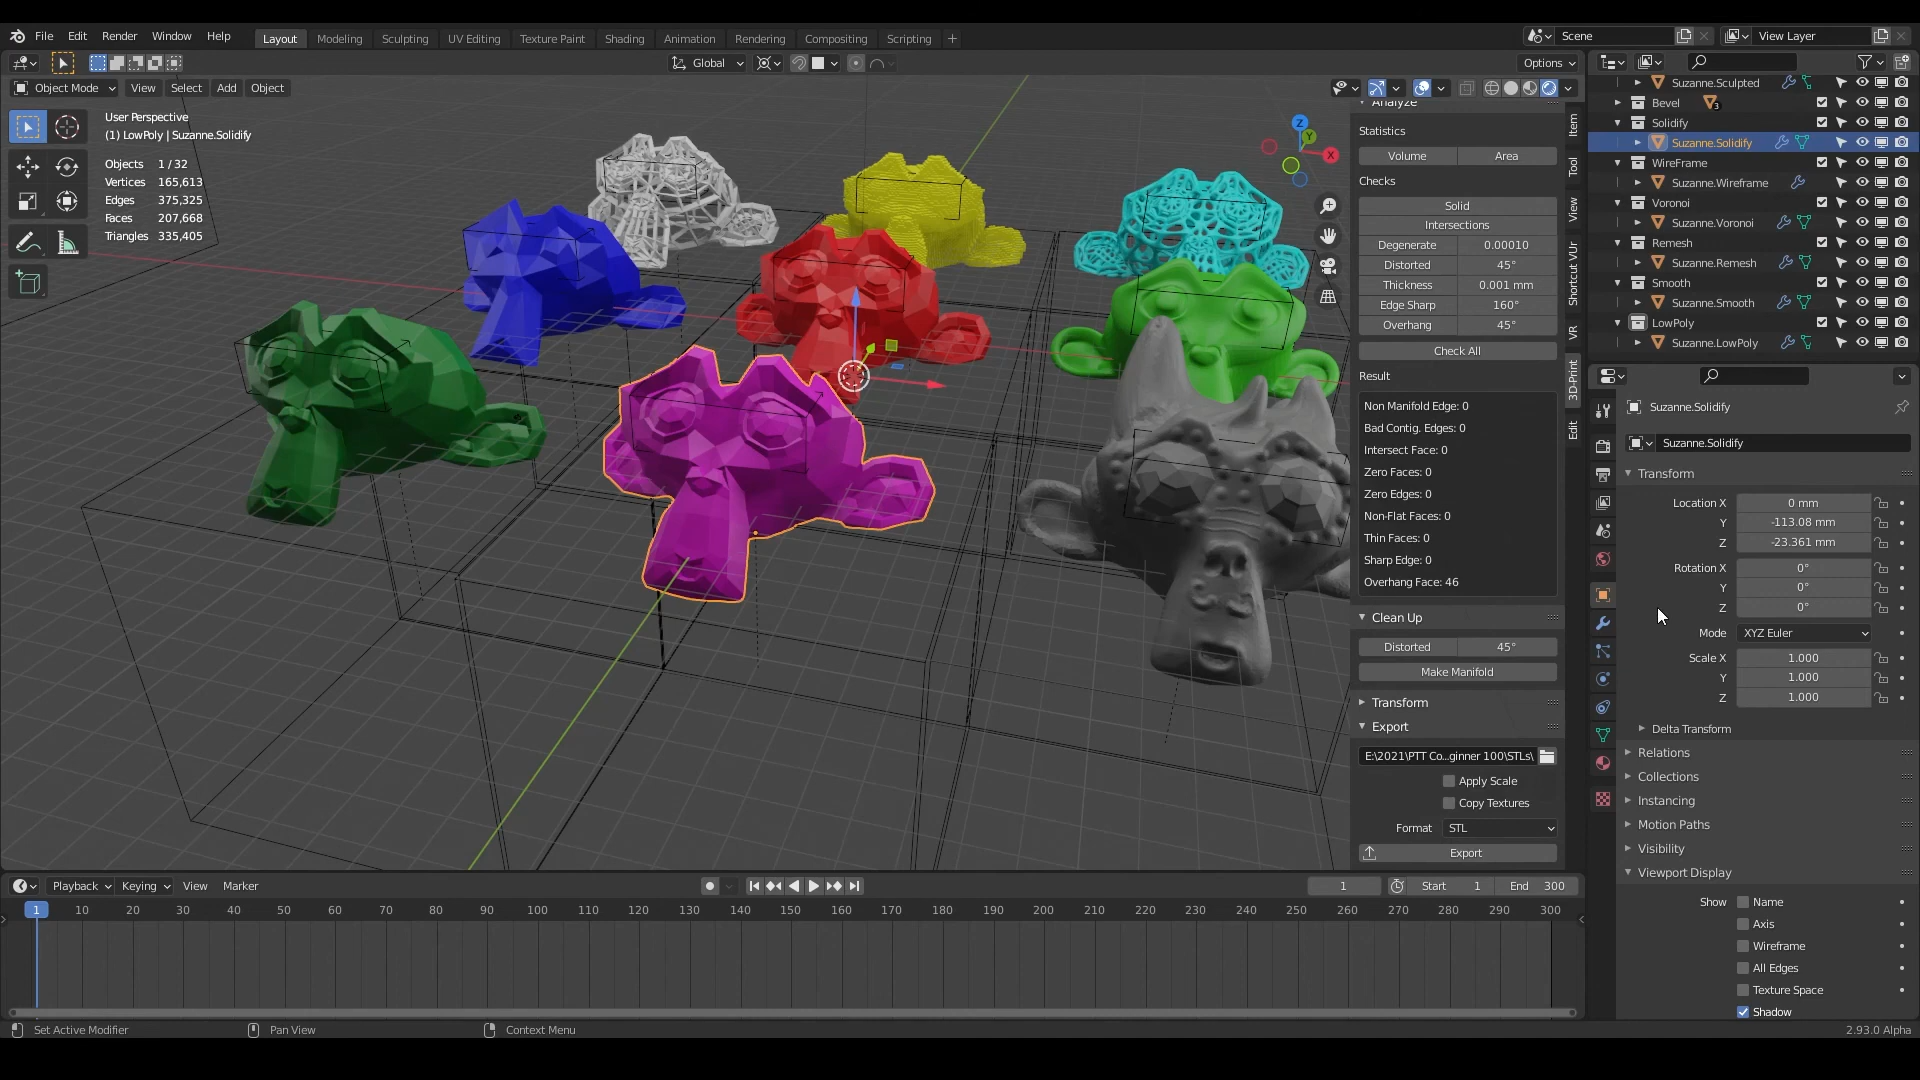 File Edit Render Window Help Layout Modeling Sculpting UV Editing Texture Paint Shading Animation Rendering Compositing Scripting + Scene View Layer
Global Options
Object Mode View Select Add Object
User Perspective
(1) LowPoly | Suzanne.Solidify
Objects 1 / 32
Vertices 165,613
Edges 375,325
Faces 207,668
Triangles 335,405
Z
Y
X
Analyze
Statistics
Volume Area
Checks
Solid
Intersections
Degenerate 0.00010
Distorted 45°
Thickness 0.001 mm
Edge Sharp 160°
Overhang 45°
Check All
Result
Non Manifold Edge: 0
Bad Contig. Edges: 0
Intersect Face: 0
Zero Faces: 0
Zero Edges: 0
Non-Flat Faces: 0
Thin Faces: 0
Sharp Edge: 0
Overhang Face: 46
Clean Up
Distorted 45°
Make Manifold
Transform
Export
E:\2021\PTT Co...ginner 100\STLs\
Apply Scale
Copy Textures
Format STL
Export
Item
Tool
View
Shortcut VUr
VR
3D-Print
Edit
Suzanne.Sculpted
Bevel 3
Solidify
Suzanne.Solidify
WireFrame
Suzanne.Wireframe
Voronoi
Suzanne.Voronoi
Remesh
Suzanne.Remesh
Smooth
Suzanne.Smooth
LowPoly
Suzanne.LowPoly
Suzanne.Solidify
Suzanne.Solidify
Transform
Location X 0 mm
Y -113.08 mm
Z -23.361 mm
Rotation X 0°
Y 0°
Z 0°
Mode XYZ Euler
Scale X 1.000
Y 1.000
Z 1.000
Delta Transform
Relations
Collections
Instancing
Motion Paths
Visibility
Viewport Display
Show Name
Axis
Wireframe
All Edges
Texture Space
Shadow
Playback Keying View Marker 1 Start 1 End 300
1 10 20 30 40 50 60 70 80 90 100 110 120 130 140 150 160 170 180 190 200 210 220 230 240 250 260 270 280 290 300
Set Active Modifier Pan View Context Menu 2.93.0 Alpha